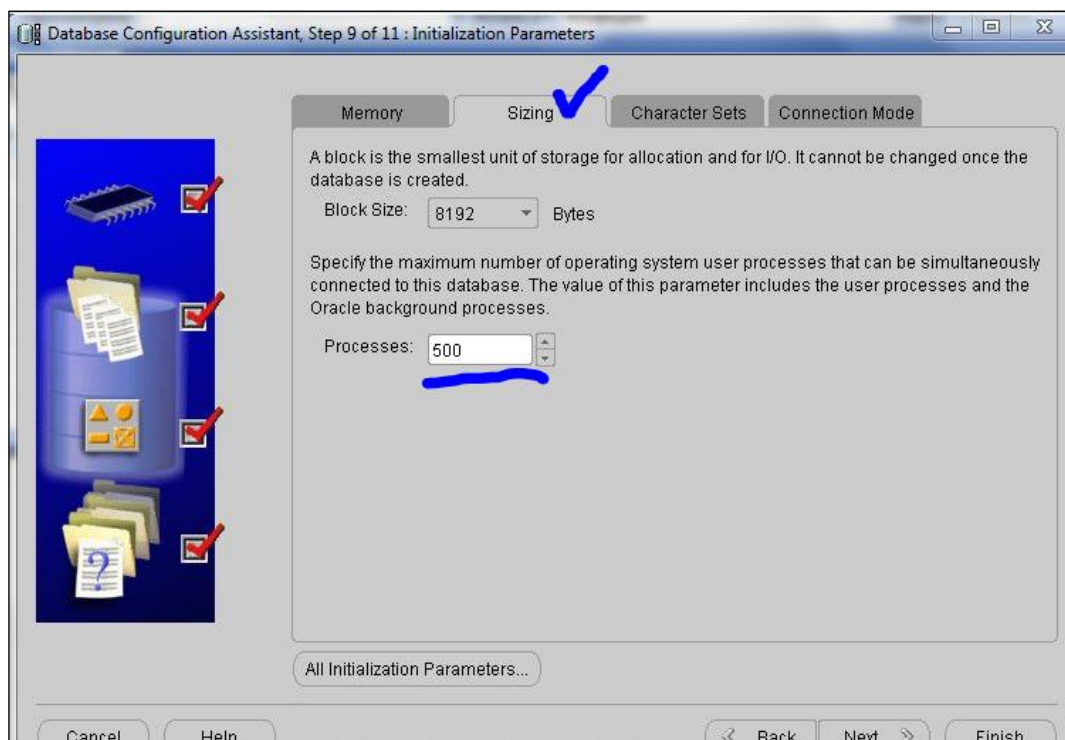 Database Configuration Assistant, Step 9 of 11 : Initialization Parameters
Memory Sizing Character Sets Connection Mode
A block is the smallest unit of storage for allocation and for I/O. It cannot be changed once the
database is created.
Block Size: 8192 Bytes
Specify the maximum number of operating system user processes that can be simultaneously
connected to this database. The value of this parameter includes the user processes and the
Oracle background processes.
Processes: 500
?
All Initialization Parameters...
Cancel Help Back Next Finish